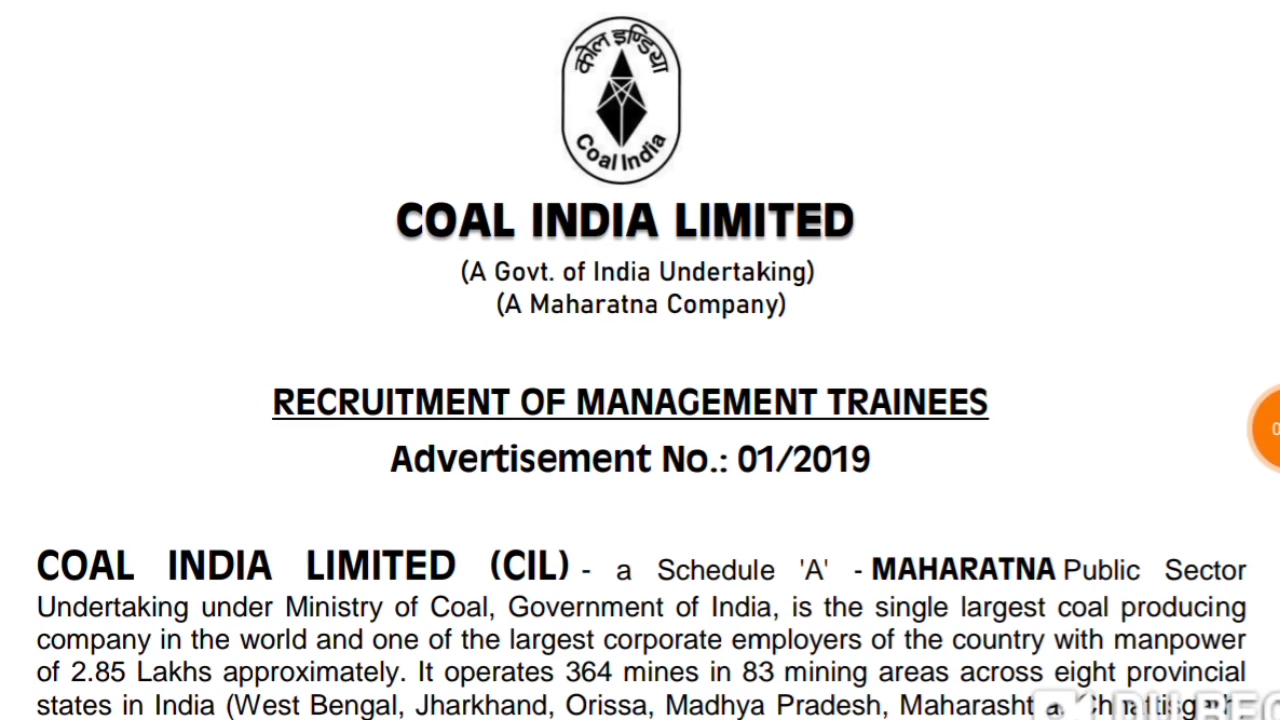 कोल इण्डिया
Coal India
COAL INDIA LIMITED
(A Govt. of India Undertaking)
(A Maharatna Company)
RECRUITMENT OF MANAGEMENT TRAINEES
Advertisement No.: 01/2019
COAL INDIA LIMITED (CIL) - a Schedule 'A' - MAHARATNA Public Sector
Undertaking under Ministry of Coal, Government of India, is the single largest coal producing
company in the world and one of the largest corporate employers of the country with manpower
of 2.85 Lakhs approximately. It operates 364 mines in 83 mining areas across eight provincial
states in India (West Bengal, Jharkhand, Orissa, Madhya Pradesh, Maharashtra, Chhattisgarh,